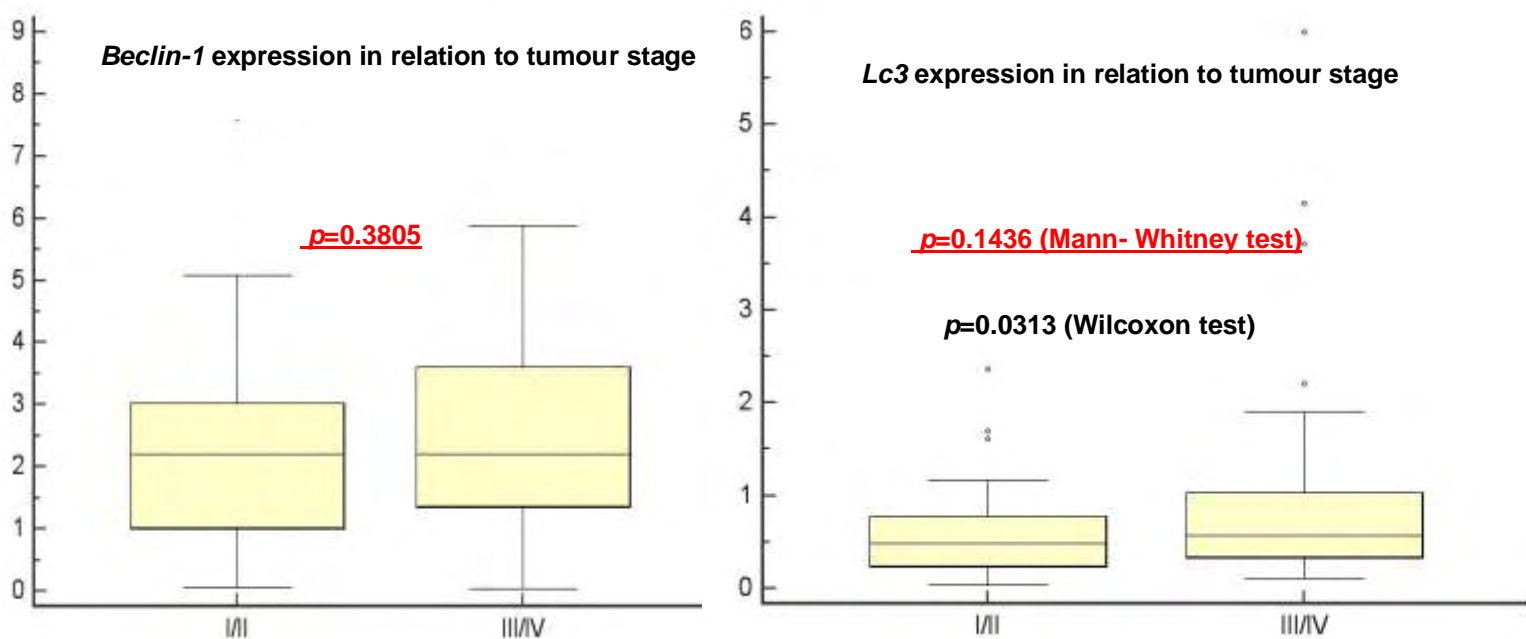 Beclin-1 expression in relation to tumour stage
9
8
7
6
5
4
3
2
1
0
p=0.3805
I/II
III/IV
Lc3 expression in relation to tumour stage
6
5
4
3
2
1
0
p=0.1436 (Mann- Whitney test)
p=0.0313 (Wilcoxon test)
I/II
III/IV